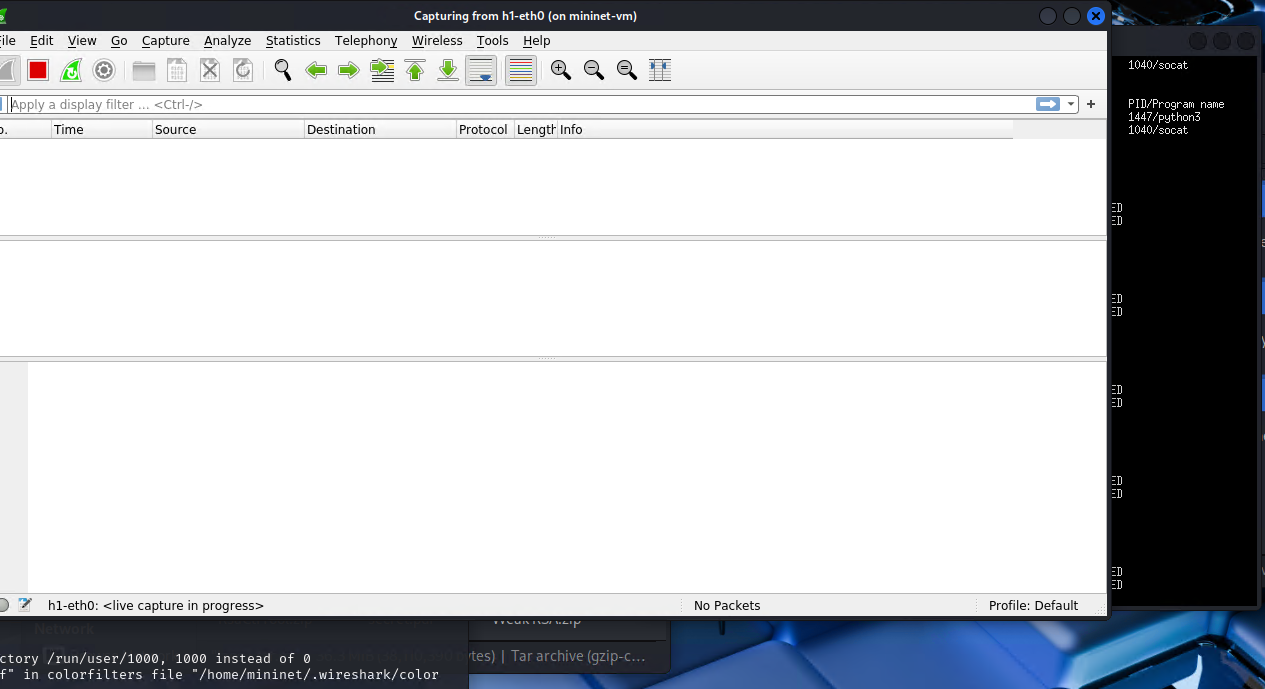 Capturing from h1-eth0 (on mininet-vm)
File Edit View Go Capture Analyze Statistics Telephony Wireless Tools Help
Apply a display filter ... <Ctrl-/>
o. Time Source Destination Protocol Length Info
h1-eth0: <live capture in progress> No Packets Profile: Default
1040/socat
PID/Program name
1447/python3
1040/socat
ED
ED
ED
ED
ED
ED
ED
ED
ED
ED
Network
Weak RSA.zip
ytes) | Tar archive (gzip-c...
ctory /run/user/1000, 1000 instead of 0
f" in colorfilters file "/home/mininet/.wireshark/color